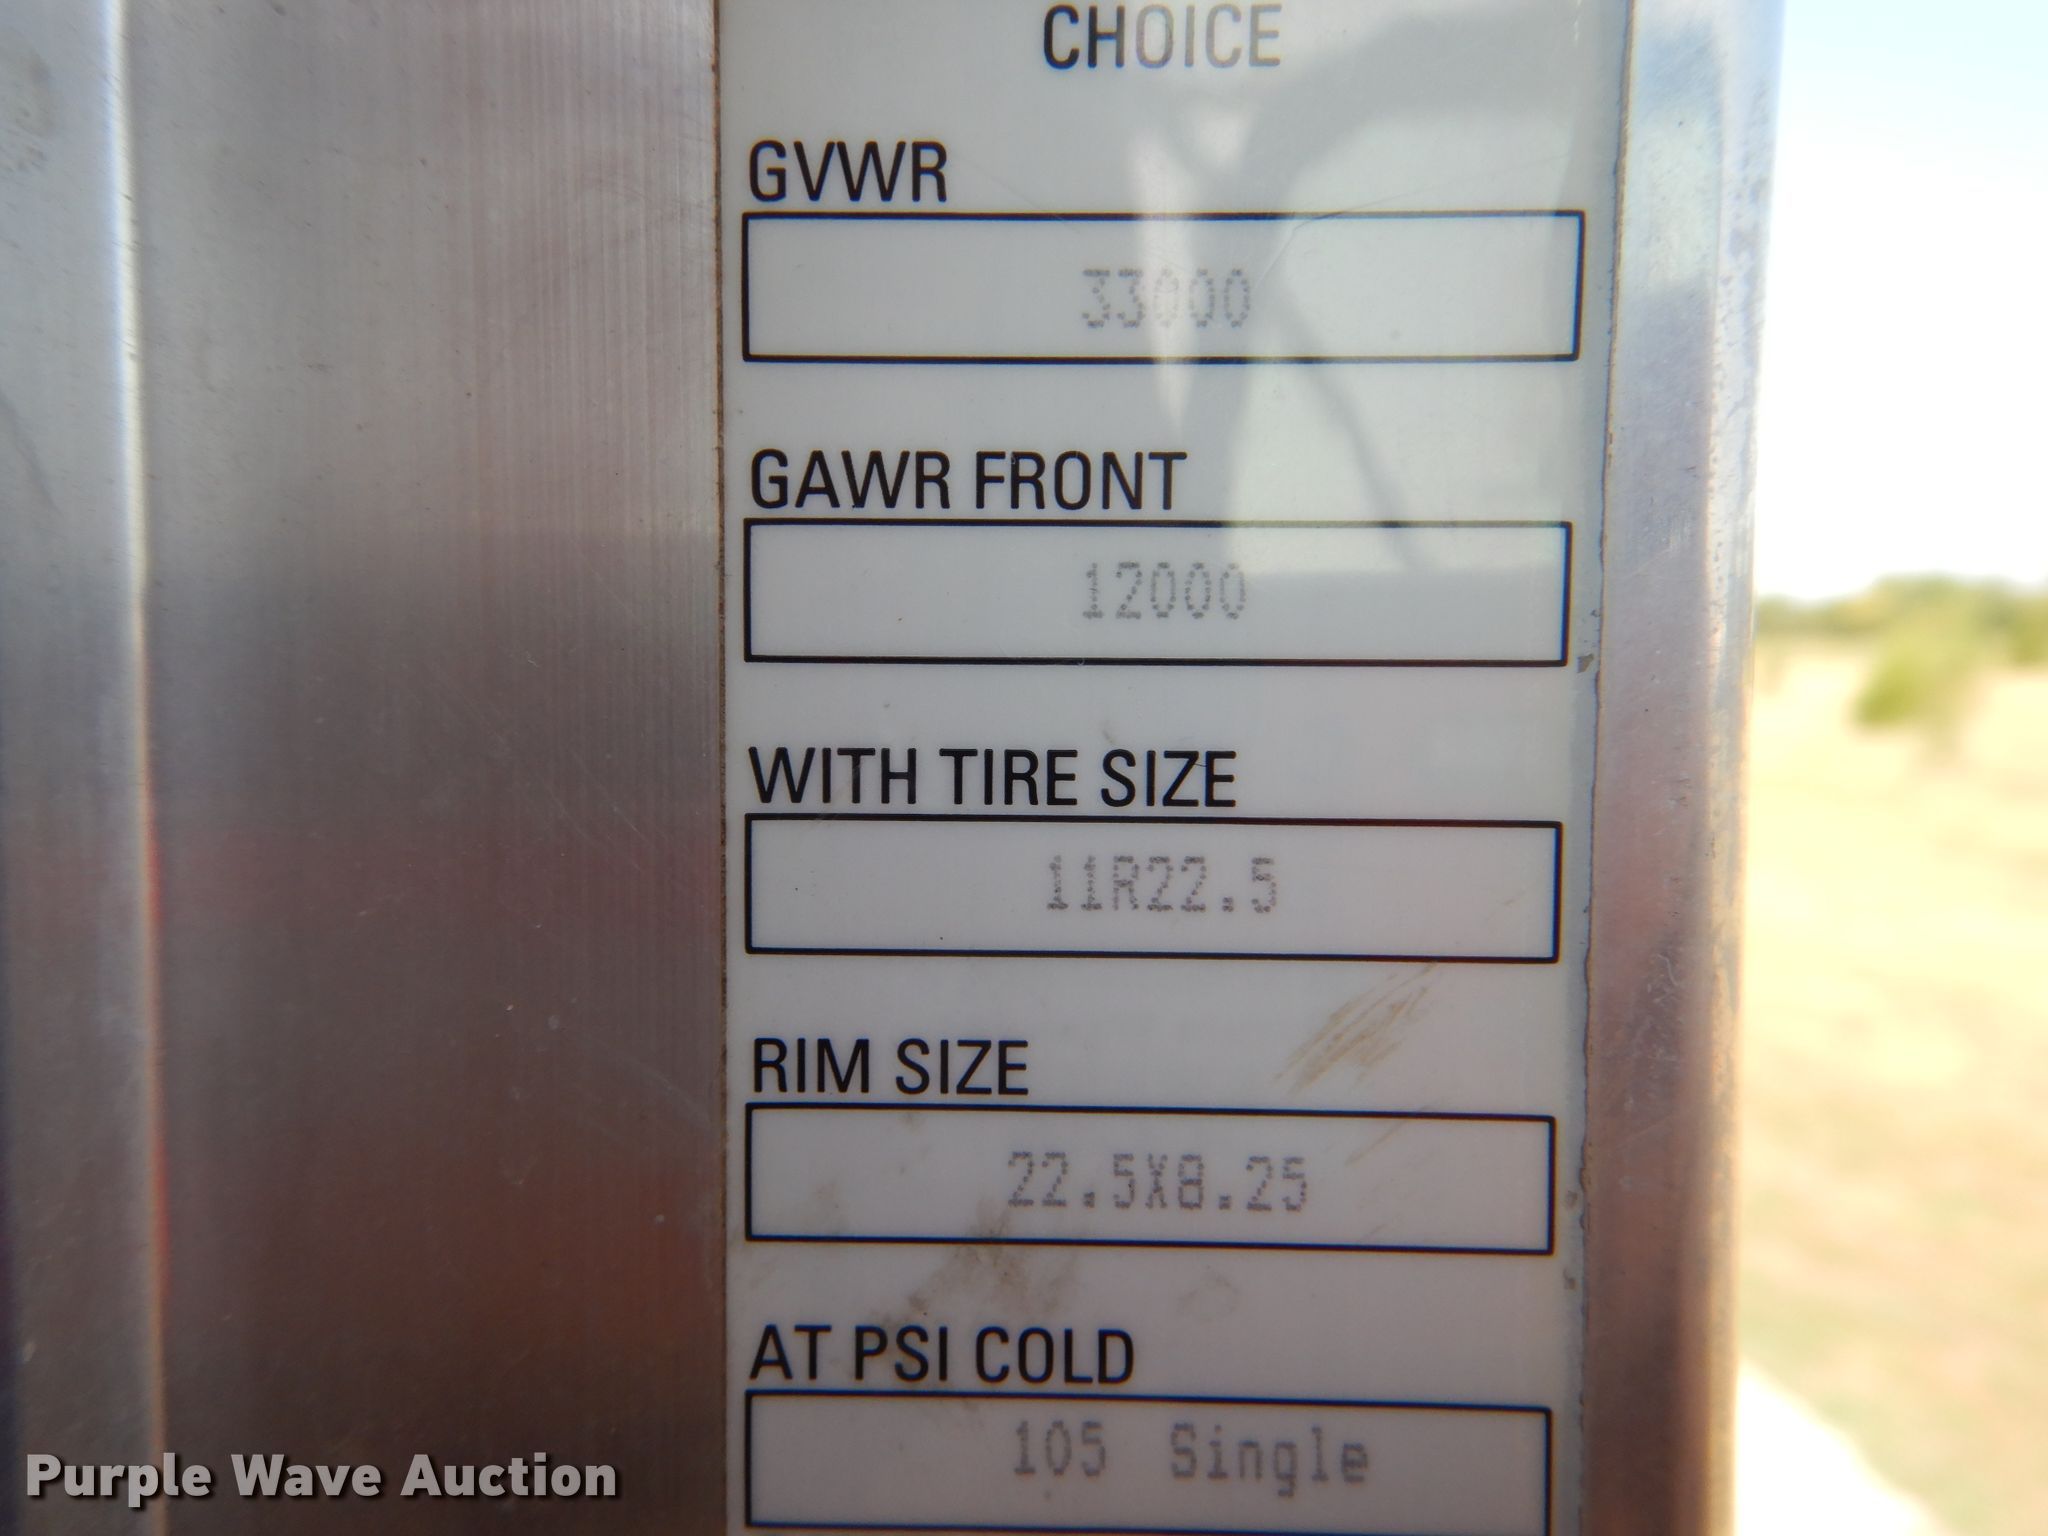 CHOICE
GVWR
33000
GAWR FRONT
12000
WITH TIRE SIZE
11R22.5
RIM SIZE
22.5X8.25
AT PSI COLD
105 Single
Purple Wave Auction